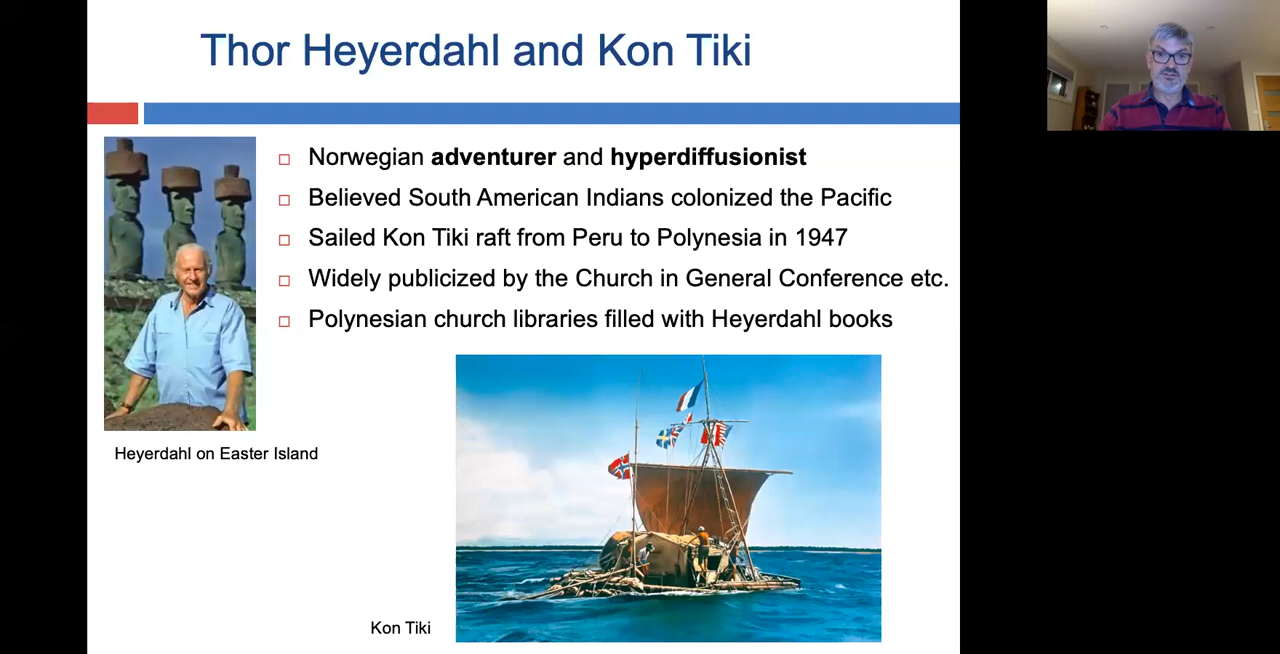 Thor Heyerdahl and Kon Tiki
Norwegian adventurer and hyperdiffusionist
Believed South American Indians colonized the Pacific
Sailed Kon Tiki raft from Peru to Polynesia in 1947
Widely publicized by the Church in General Conference etc.
Polynesian church libraries filled with Heyerdahl books
Heyerdahl on Easter Island
Kon Tiki